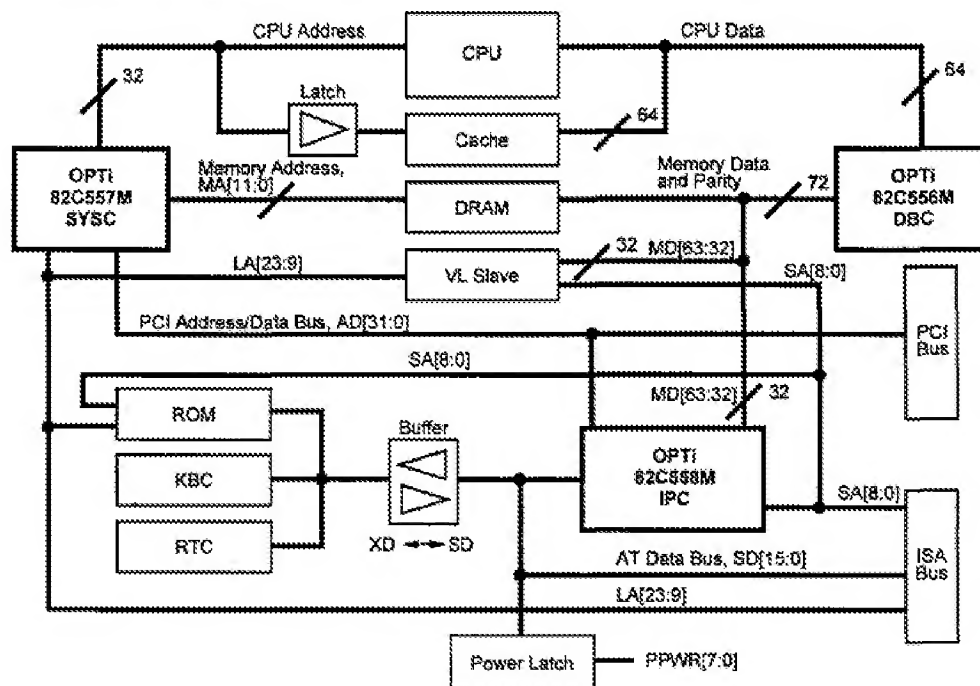 CPU Address
CPU
CPU Data
32
Latch
64
64
Cache
OPTi
82C557M
SYSC
Memory Address,
MA[11:0]
DRAM
Memory Data
and Parity
72
OPTi
82C556M
DBC
LA[23:9]
VL Slave
32
MD[63:32]
SA[8:0]
PCI Address/Data Bus, AD[31:0]
PCI
Bus
SA[8:0]
MD[63:32]
32
ROM
Buffer
OPTi
82C558M
IPC
KBC
SA[8:0]
RTC
XD
SD
AT Data Bus, SD[15:0]
ISA
Bus
LA[23:9]
Power Latch
PPWR[7:0]